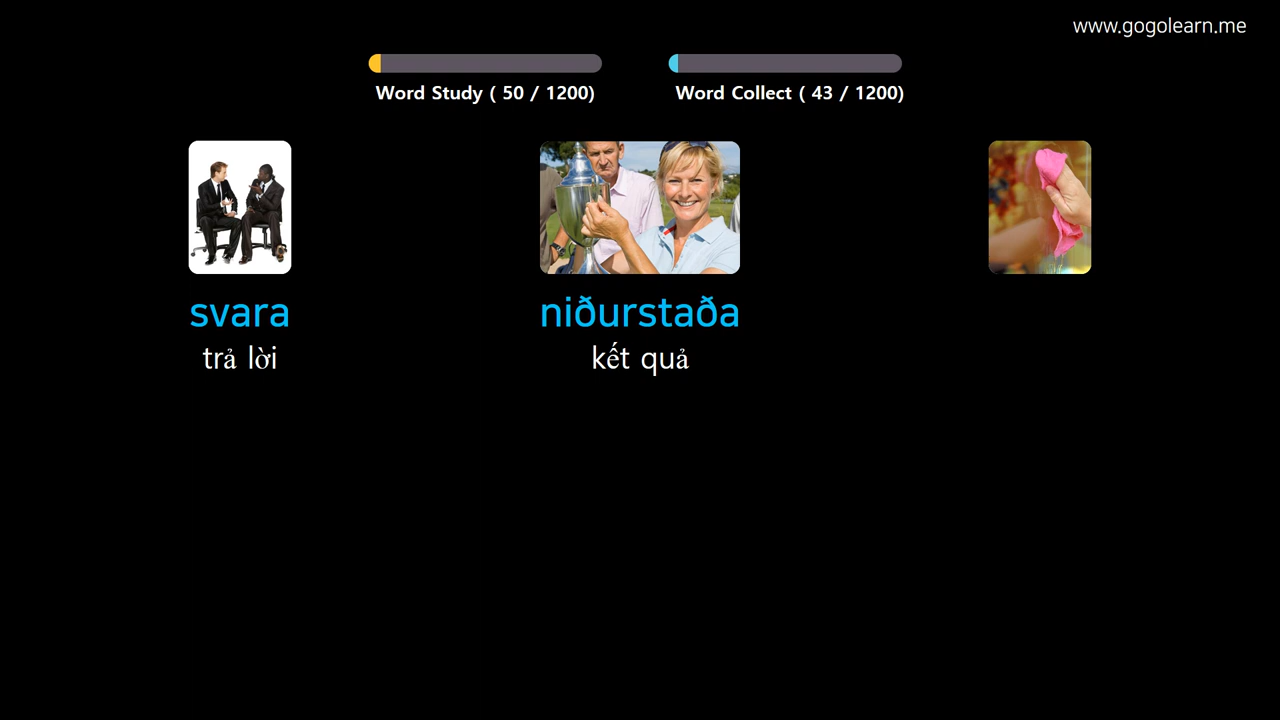 www.gogolearn.me
Word Study ( 50 / 1200)
Word Collect ( 43 / 1200)
svara
trả lời
niðurstaða
kết quả